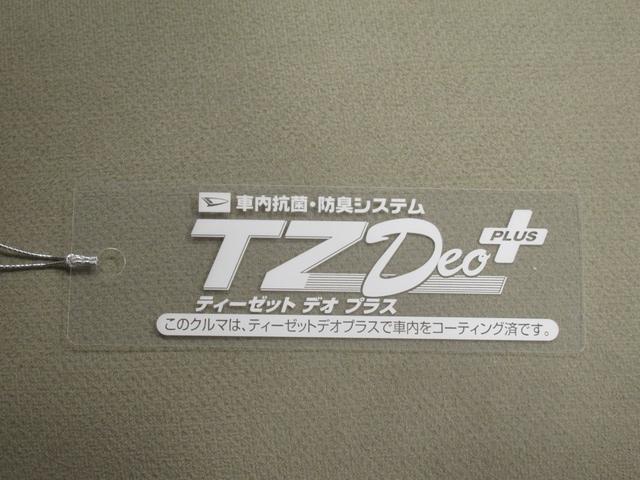 車内抗菌・防臭システム
TZ Deo PLUS
ティーゼット デオ プラス
このクルマは、ティーゼットデオプラスで車内をコーティング済です。